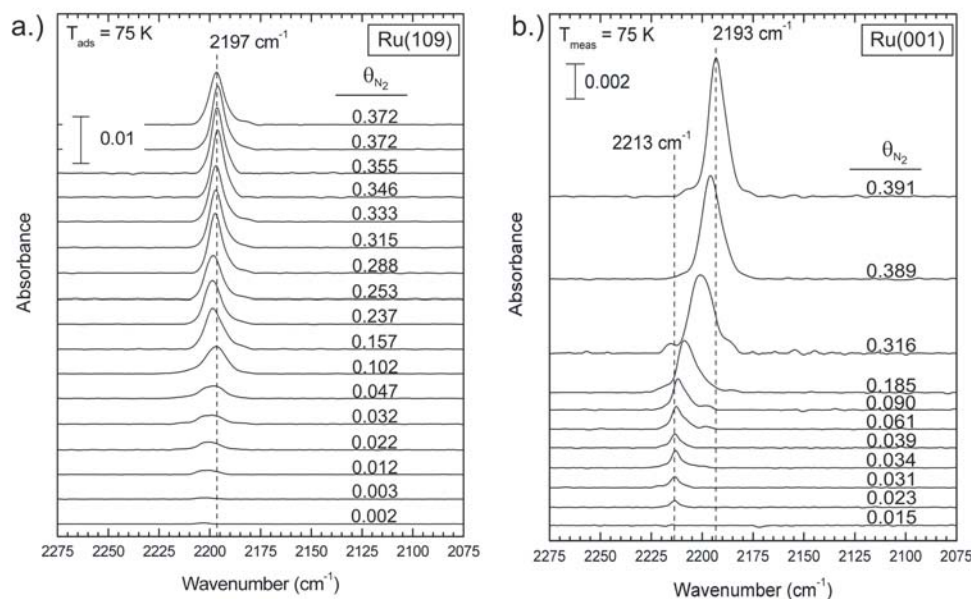 a.)
T_ads = 75 K
2197 cm⁻¹
Ru(109)
θ_N₂
0.01
0.372
0.372
0.355
0.346
0.333
0.315
0.288
0.253
0.237
0.157
0.102
0.047
0.032
0.022
0.012
0.003
0.002
Absorbance
2275 2250 2225 2200 2175 2150 2125 2100 2075
Wavenumber (cm⁻¹)
b.)
T_meas = 75 K
2193 cm⁻¹
Ru(001)
0.002
2213 cm⁻¹
θ_N₂
0.391
0.389
0.316
0.185
0.090
0.061
0.039
0.034
0.031
0.023
0.015
Absorbance
2275 2250 2225 2200 2175 2150 2125 2100 2075
Wavenumber (cm⁻¹)